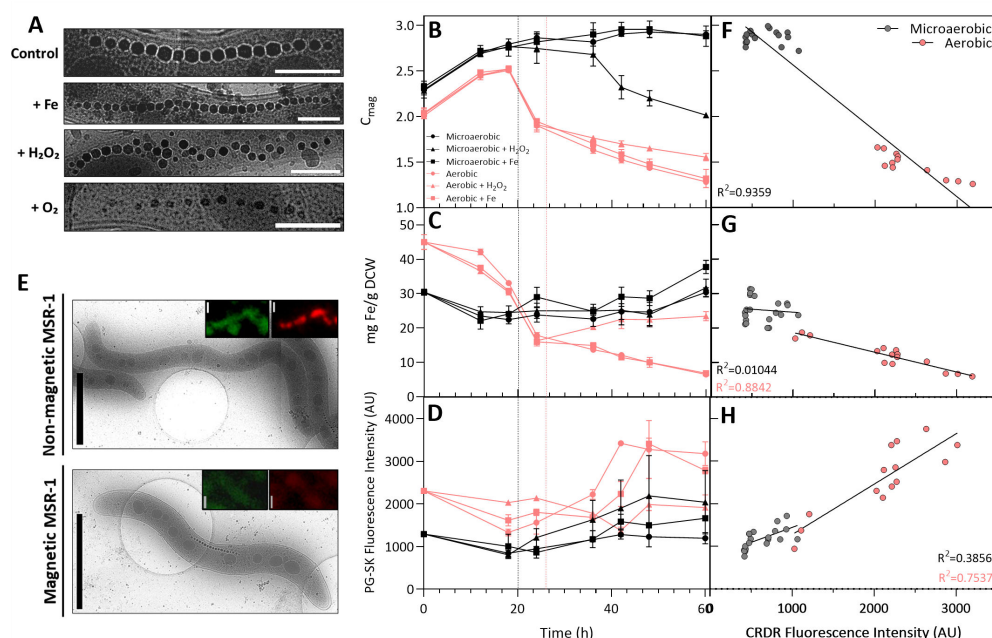 A
Control
+ Fe
+ H₂O₂
+ O₂
E
Non-magnetic MSR-1
Magnetic MSR-1
B
3.0
2.5
2.0
1.5
1.0
Cmag
Microaerobic
Microaerobic + H₂O₂
Microaerobic + Fe
Aerobic
Aerobic + H₂O₂
Aerobic + Fe
C
50
40
30
20
10
0
mg Fe/g DCW
D
4000
3000
2000
1000
0
PG-SK Fluorescence Intensity (AU)
0
20
40
60
0
Time (h)
F
Microaerobic
Aerobic
R²=0.9359
G
R²=0.01044
R²=0.8842
H
R²=0.3856
R²=0.7537
1000
2000
3000
CRDR Fluorescence Intensity (AU)